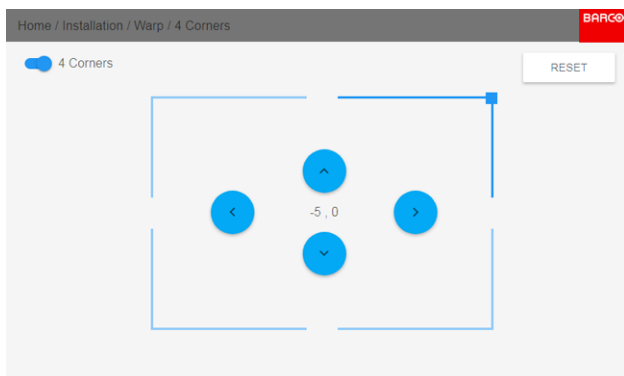 Home / Installation / Warp / 4 Corners
BARCO
4 Corners
RESET
-5 , 0